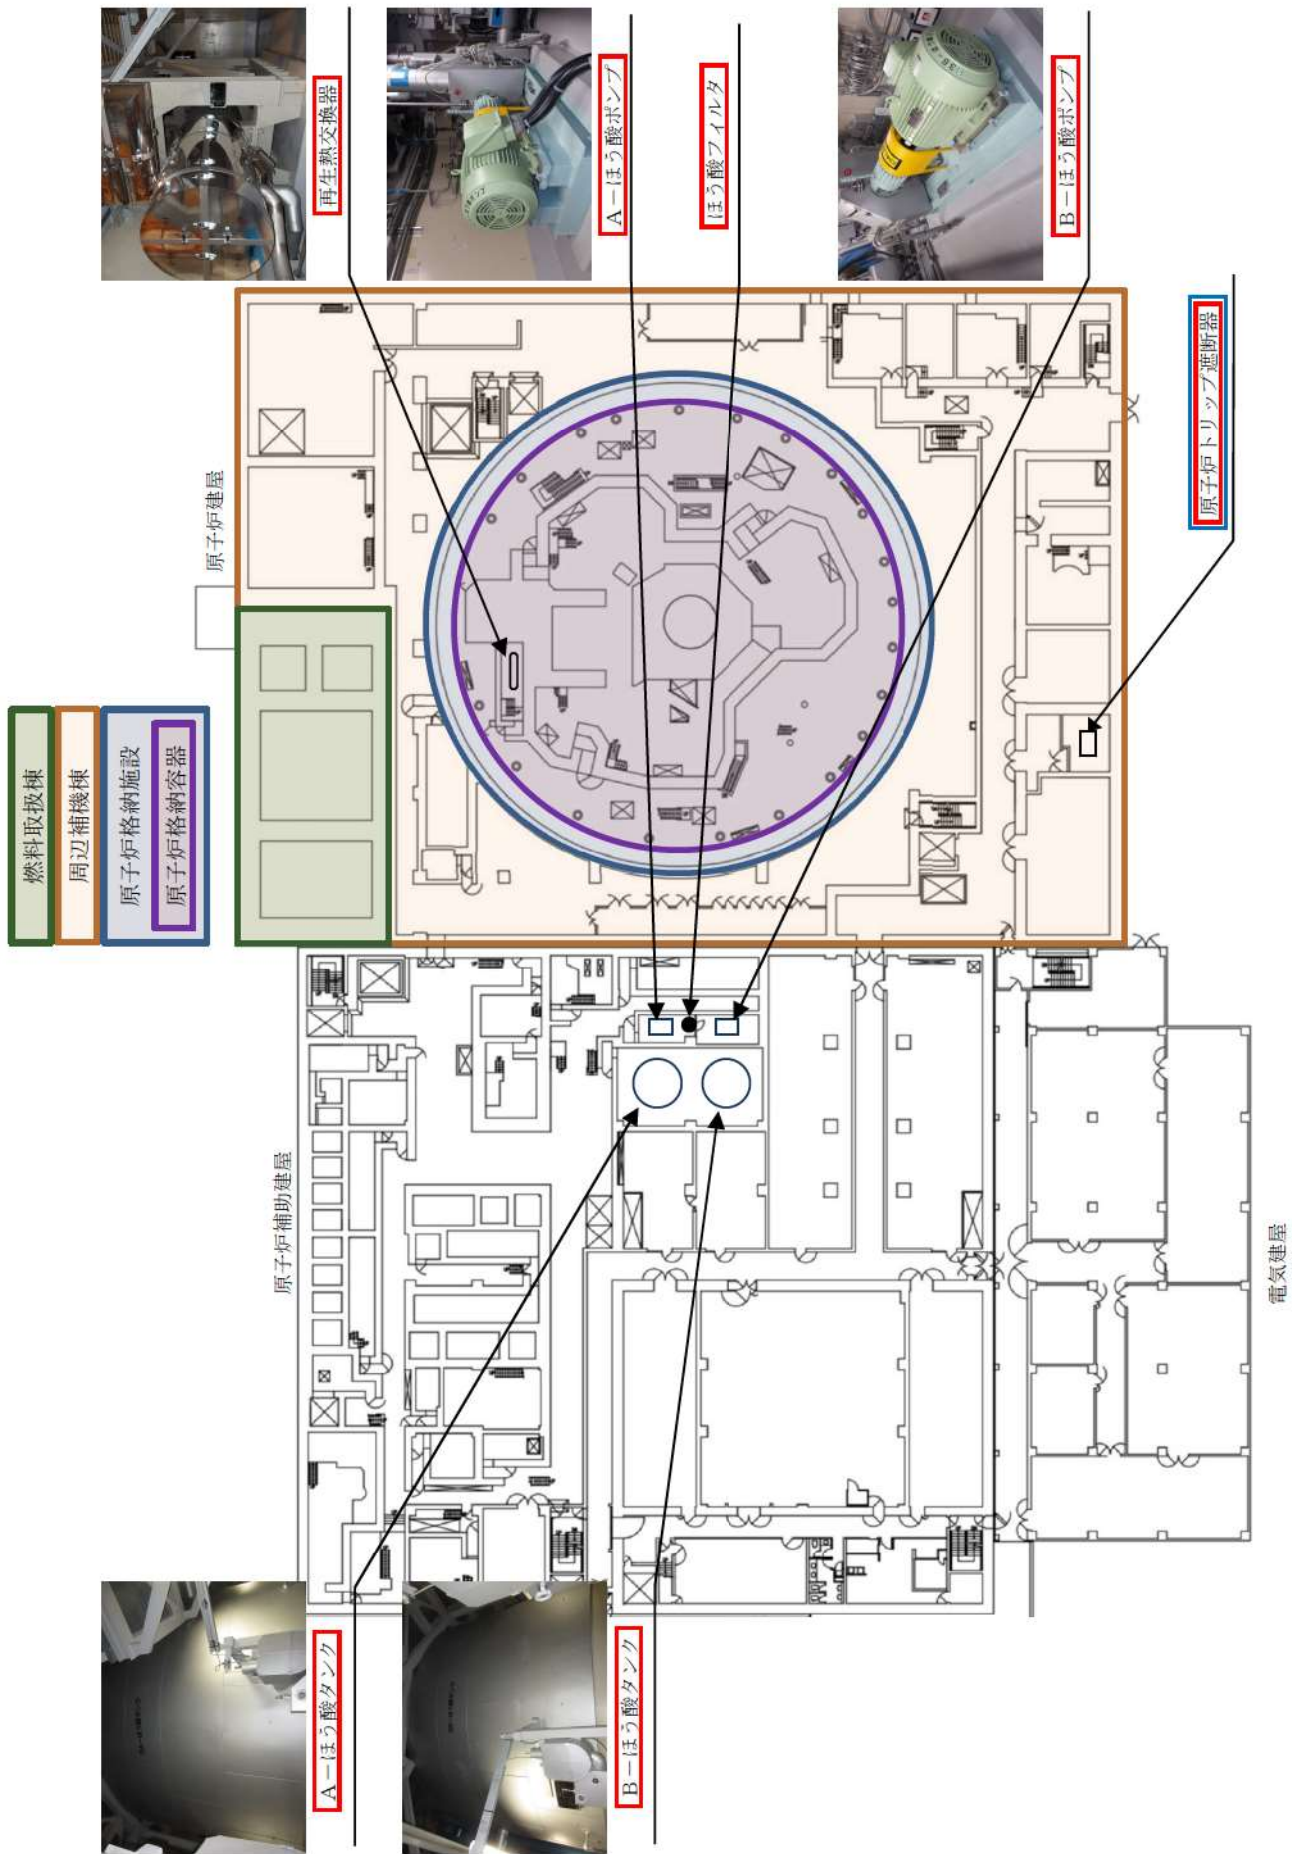 燃料取扱棟
周辺補機棟
原子炉格納施設
原子炉格納容器
原子炉建屋
原子炉補助建屋
電気建屋
再生熱交換器
A－ほう酸ポンプ
ほう酸フィルタ
B－ほう酸ポンプ
原子炉トリップ遮断器
A－ほう酸タンク
B－ほう酸タンク